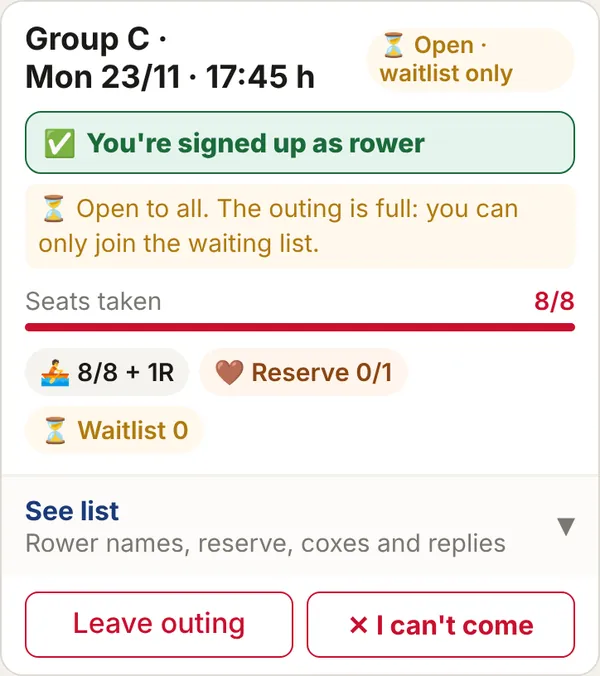 Group C ·
Mon 23/11 · 17:45 h
⏳ Open ·
waitlist only
✅ You're signed up as rower
⏳ Open to all. The outing is full: you can
only join the waiting list.
Seats taken
8/8
🚣 8/8 + 1R
🤎 Reserve 0/1
⏳ Waitlist 0
See list
▼
Rower names, reserve, coxes and replies
Leave outing
✕ I can't come